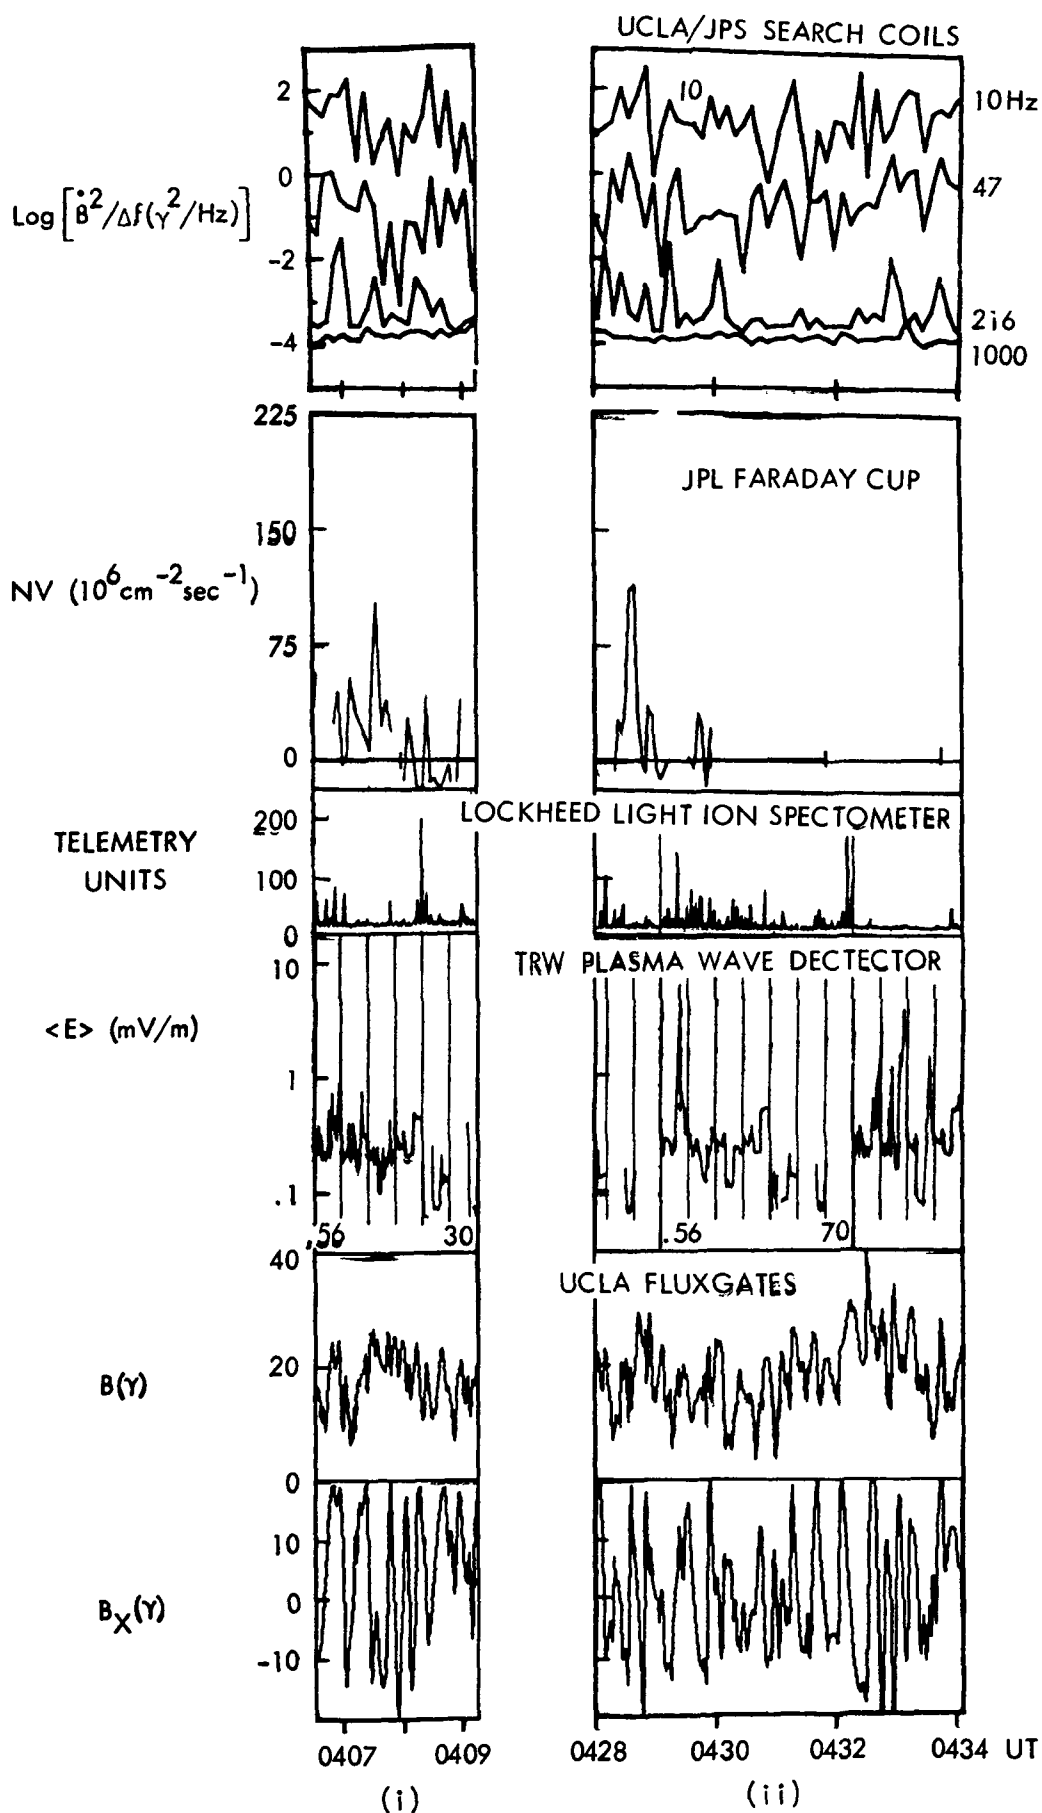 UCLA/JPS SEARCH COILS
2
0
-2
-4
Log [Ḃ²/Δf(γ²/Hz)]
10
10Hz
47
2i6
1000
225
150
75
0
NV (10⁶cm⁻²sec⁻¹)
JPL FARADAY CUP
LOCKHEED LIGHT ION SPECTOMETER
TELEMETRY
UNITS
200
100
0
TRW PLASMA WAVE DECTECTOR
<E> (mV/m)
10
1
.1
.56
30
.56
70
UCLA FLUXGATES
B(γ)
40
20
0
Bₓ(γ)
10
0
-10
0407
0409
0428
0430
0432
0434 UT
(i)
(ii)